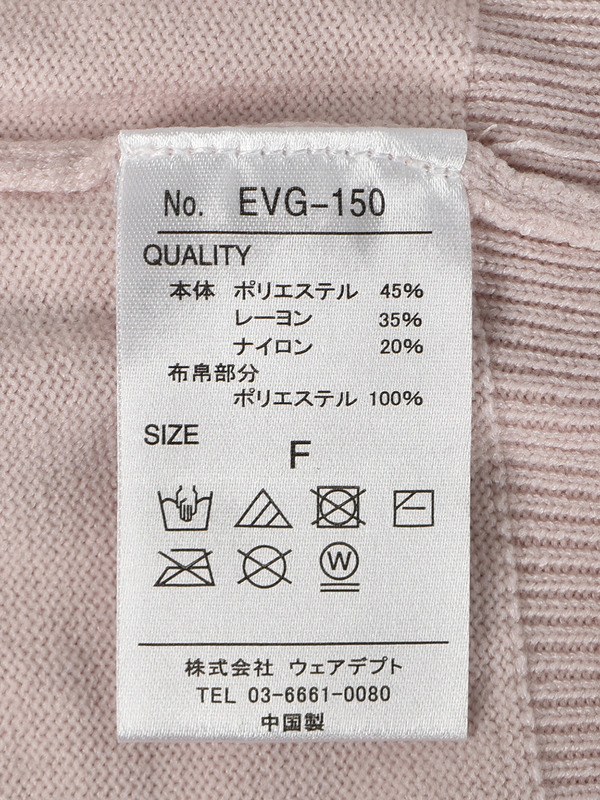 No. EVG-150
QUALITY
本体 ポリエステル 45%
レーヨン 35%
ナイロン 20%
布帛部分
ポリエステル 100%
SIZE
F
W
株式会社 ウェアデプト
TEL 03-6661-0080
中国製